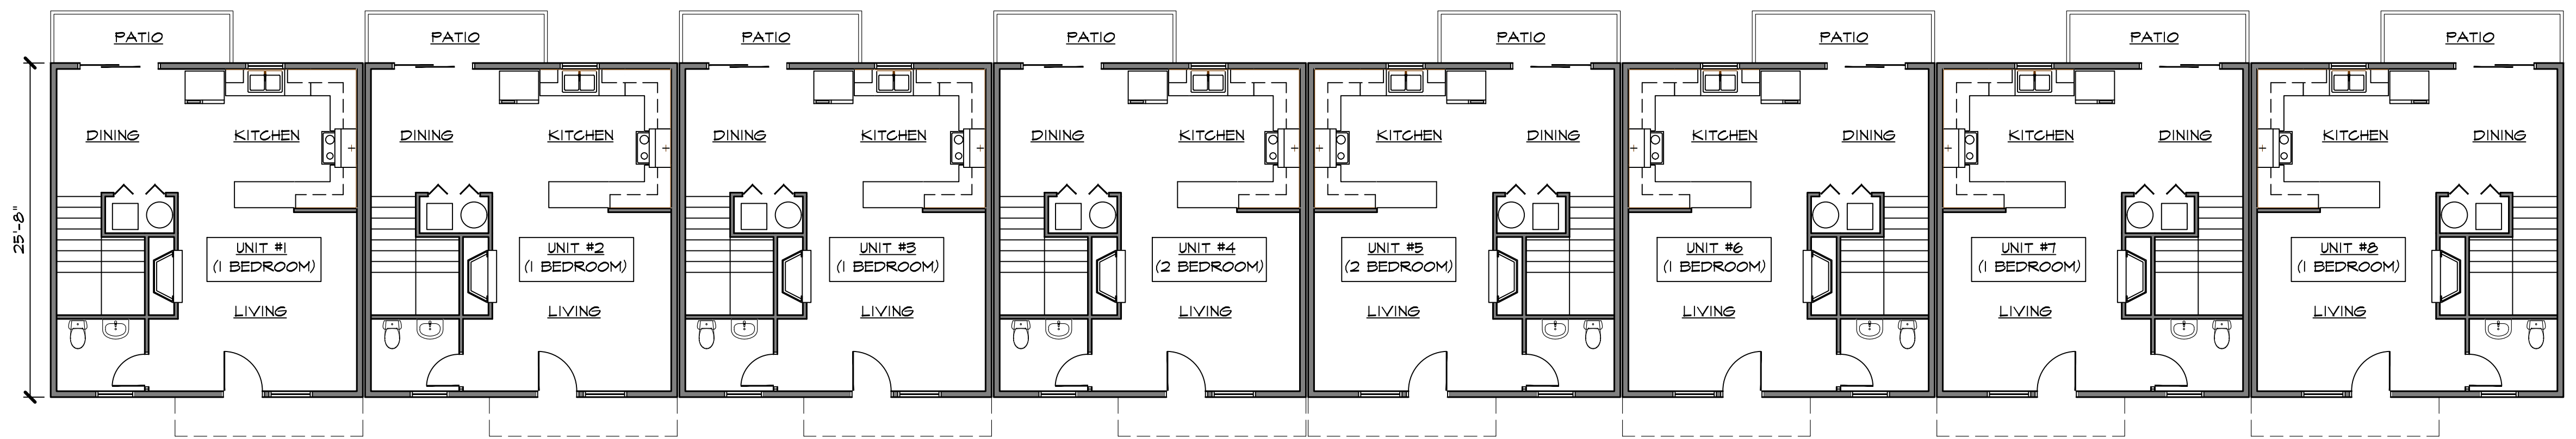 PATIO PATIO PATIO PATIO PATIO PATIO PATIO PATIO
DINING KITCHEN DINING KITCHEN DINING KITCHEN DINING KITCHEN KITCHEN DINING KITCHEN DINING KITCHEN DINING KITCHEN DINING
25'-8"
UNIT #1 UNIT #2 UNIT #3 UNIT #4 UNIT #5 UNIT #6 UNIT #7 UNIT #8
(1 BEDROOM) (1 BEDROOM) (1 BEDROOM) (2 BEDROOM) (2 BEDROOM) (1 BEDROOM) (1 BEDROOM) (1 BEDROOM)
LIVING LIVING LIVING LIVING LIVING LIVING LIVING LIVING